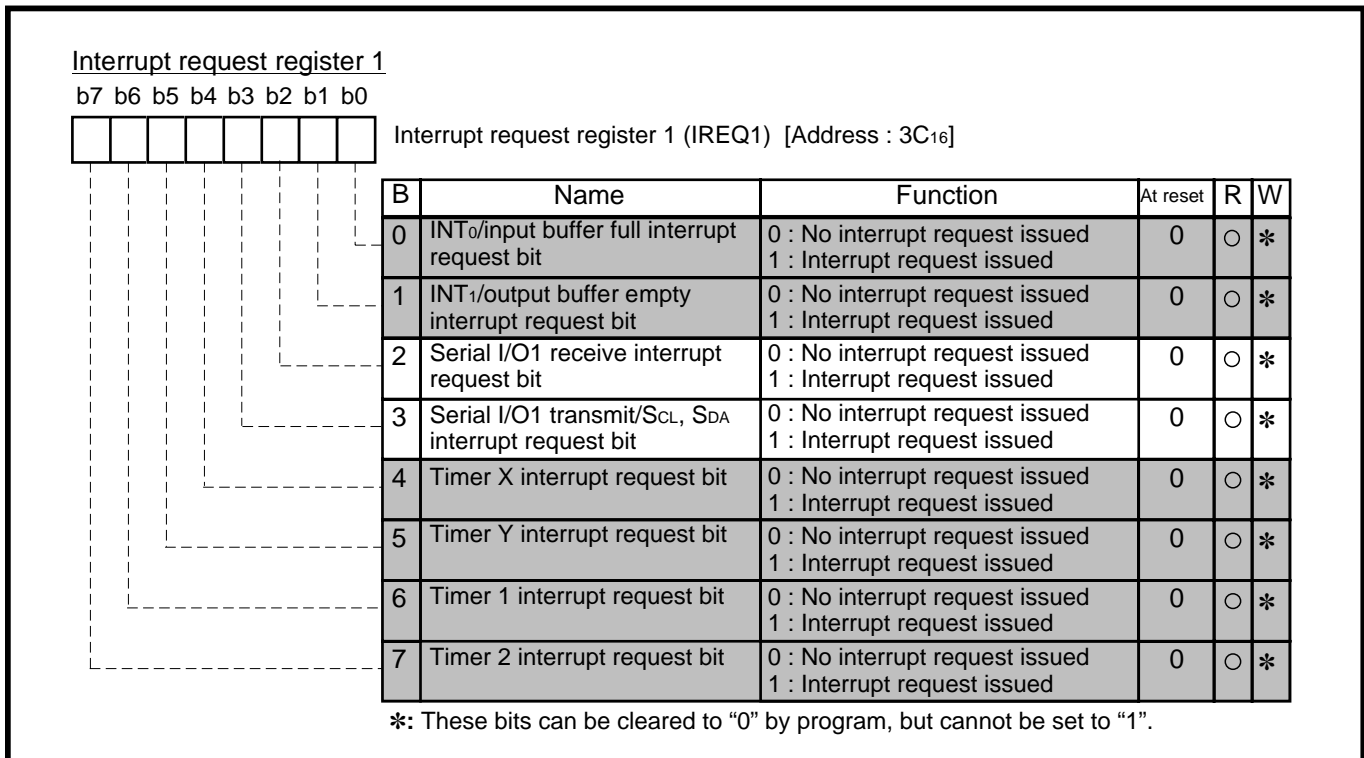 Interrupt request register 1
b7 b6 b5 b4 b3 b2 b1 b0
Interrupt request register 1 (IREQ1) [Address : 3C16]
B Name Function At reset R W
0 INT0/input buffer full interrupt request bit 0 : No interrupt request issued 1 : Interrupt request issued 0 ○ ✻
1 INT1/output buffer empty interrupt request bit 0 : No interrupt request issued 1 : Interrupt request issued 0 ○ ✻
2 Serial I/O1 receive interrupt request bit 0 : No interrupt request issued 1 : Interrupt request issued 0 ○ ✻
3 Serial I/O1 transmit/SCL, SDA interrupt request bit 0 : No interrupt request issued 1 : Interrupt request issued 0 ○ ✻
4 Timer X interrupt request bit 0 : No interrupt request issued 1 : Interrupt request issued 0 ○ ✻
5 Timer Y interrupt request bit 0 : No interrupt request issued 1 : Interrupt request issued 0 ○ ✻
6 Timer 1 interrupt request bit 0 : No interrupt request issued 1 : Interrupt request issued 0 ○ ✻
7 Timer 2 interrupt request bit 0 : No interrupt request issued 1 : Interrupt request issued 0 ○ ✻
✻: These bits can be cleared to “0” by program, but cannot be set to “1”.